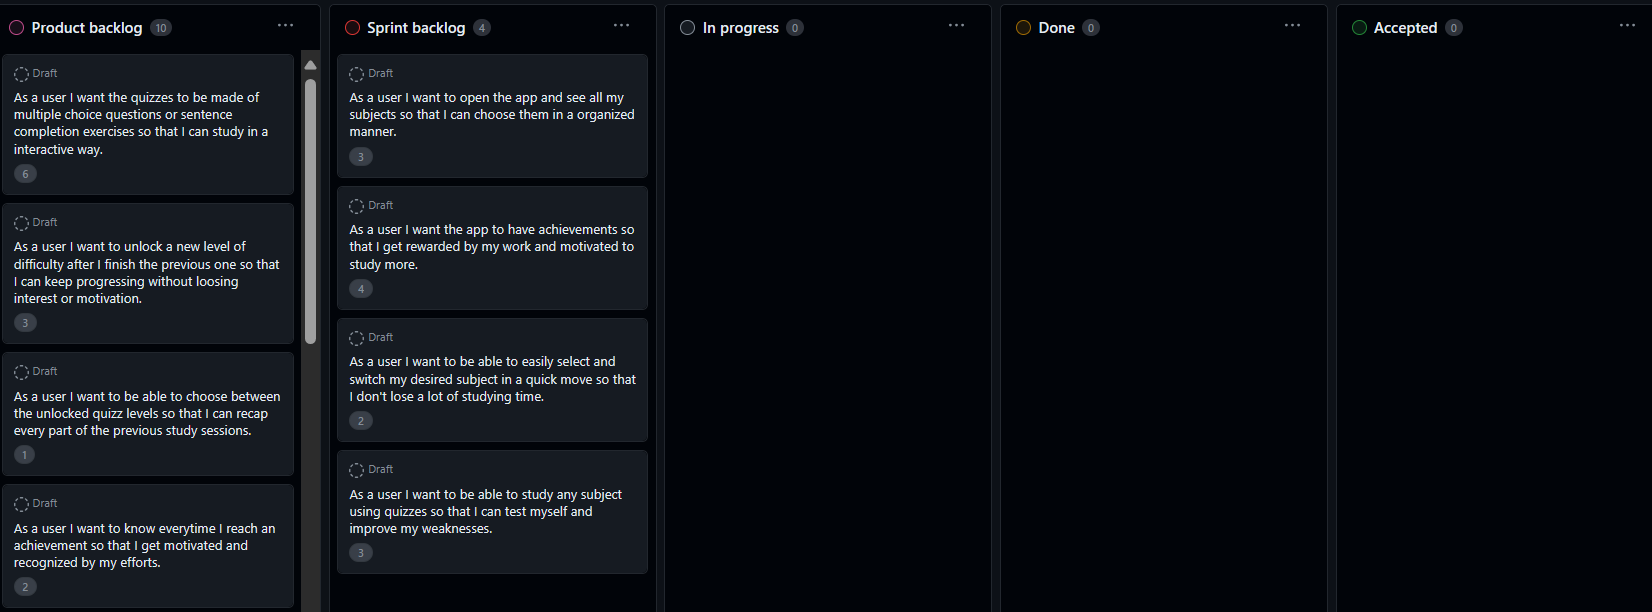 Product backlog 10 ...
Draft
As a user I want the quizzes to be made of
multiple choice questions or sentence
completion exercises so that I can study in a
interactive way.
6
Draft
As a user I want to unlock a new level of
difficulty after I finish the previous one so that
I can keep progressing without loosing
interest or motivation.
3
Draft
As a user I want to be able to choose between
the unlocked quizz levels so that I can recap
every part of the previous study sessions.
1
Draft
As a user I want to know everytime I reach an
achievement so that I get motivated and
recognized by my efforts.
2
Sprint backlog 4 ...
Draft
As a user I want to open the app and see all my
subjects so that I can choose them in a organized
manner.
3
Draft
As a user I want the app to have achievements so
that I get rewarded by my work and motivated to
study more.
4
Draft
As a user I want to be able to easily select and
switch my desired subject in a quick move so that
I don't lose a lot of studying time.
2
Draft
As a user I want to be able to study any subject
using quizzes so that I can test myself and
improve my weaknesses.
3
In progress 0 ...
Done 0 ...
Accepted 0 ...